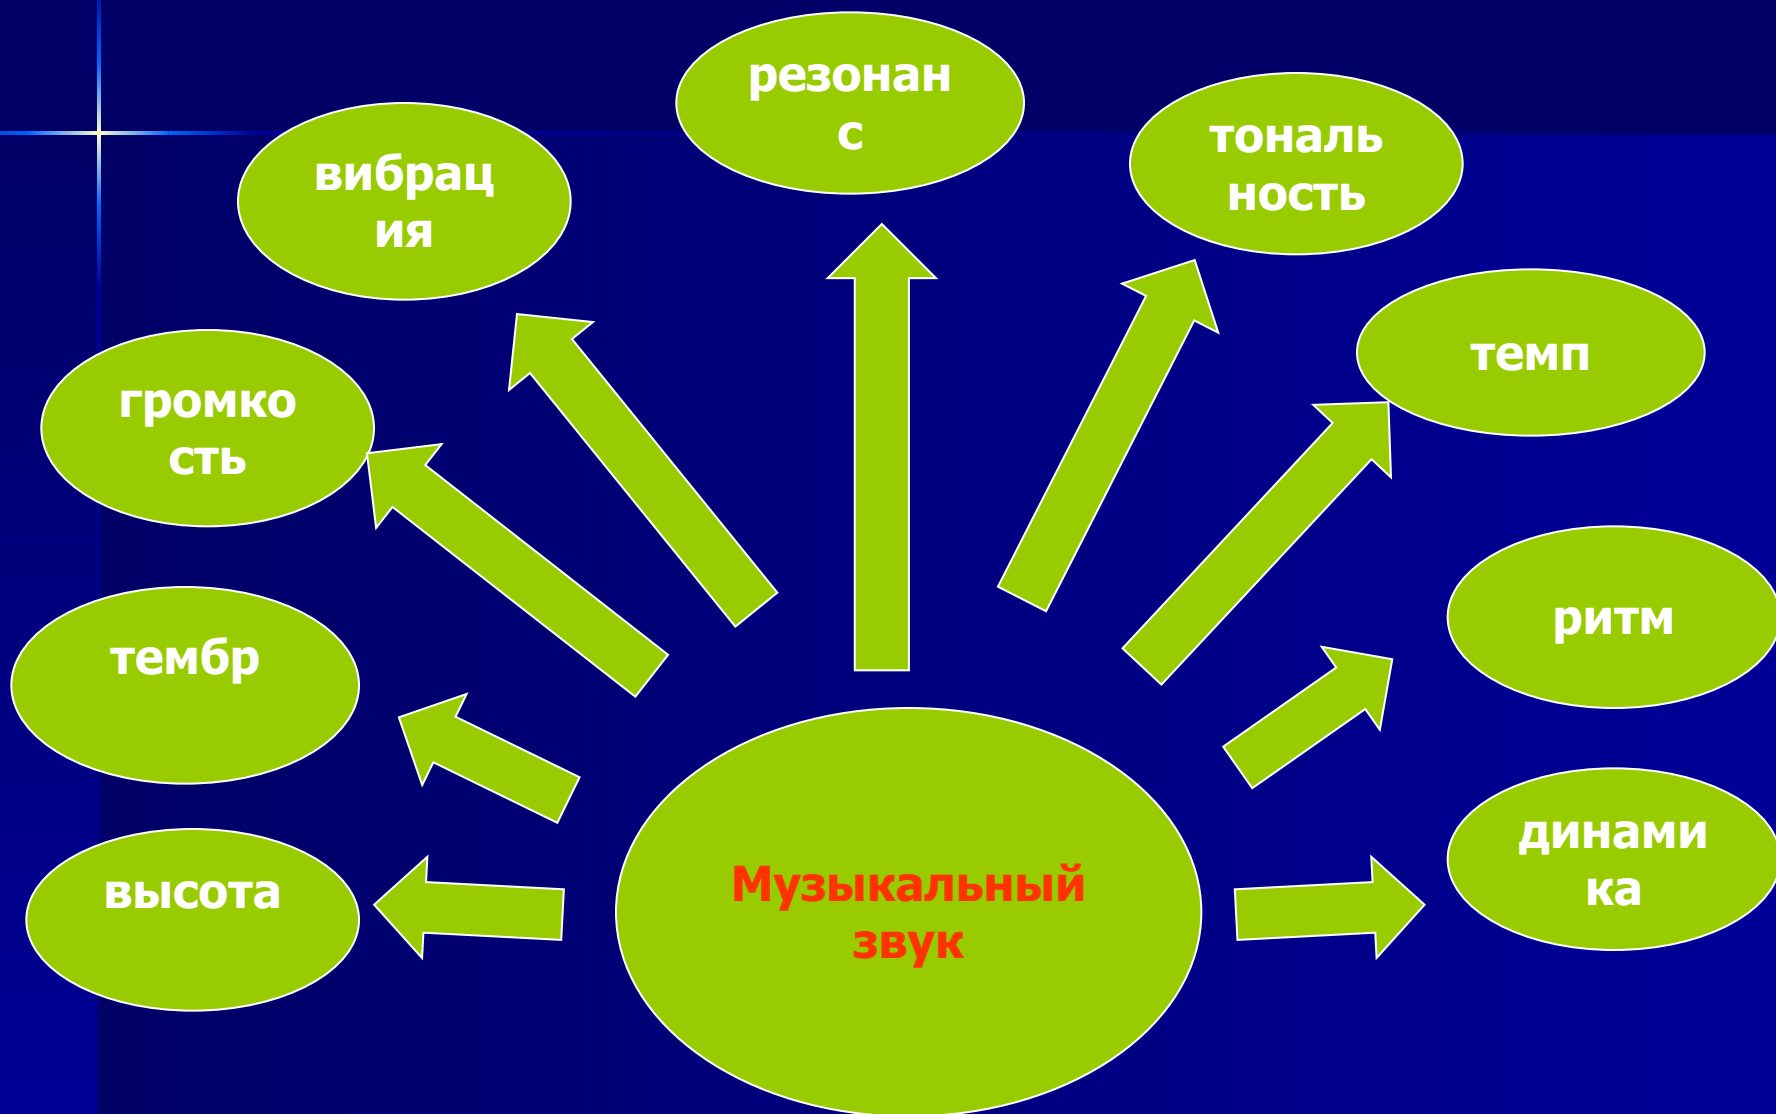 резонан
с
тональ
ность
вибрац
ия
темп
громко
сть
ритм
тембр
динами
ка
высота
Музыкальный
звук